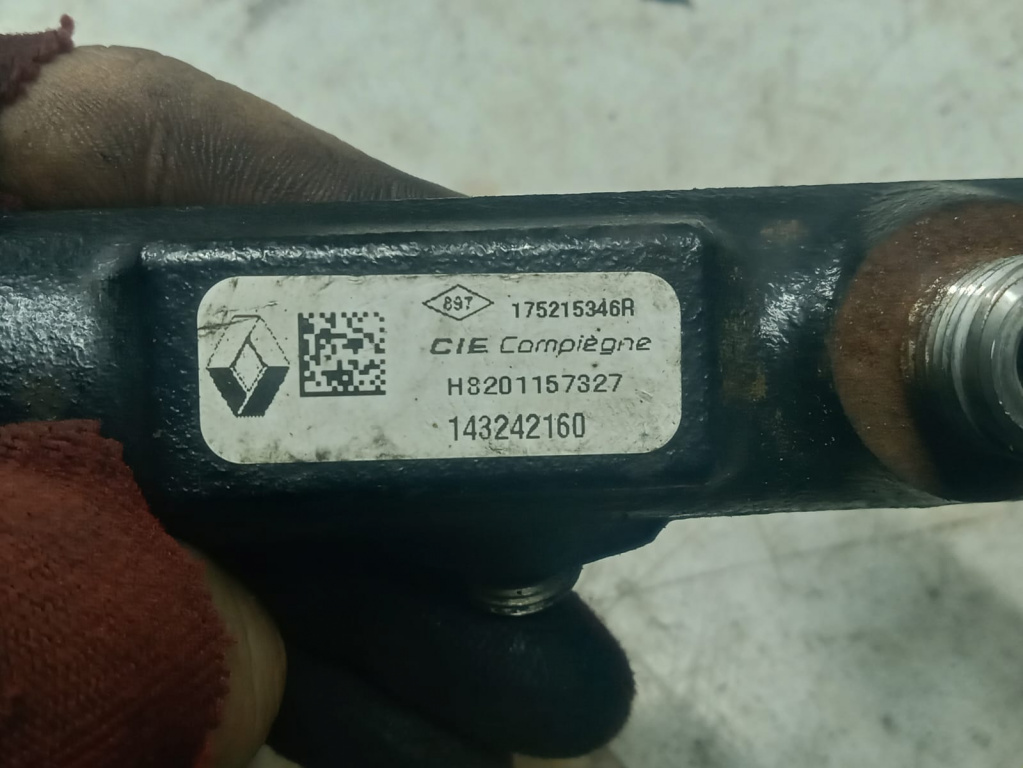 897 175215346R
CIE Compiègne
H8201157327
143242160